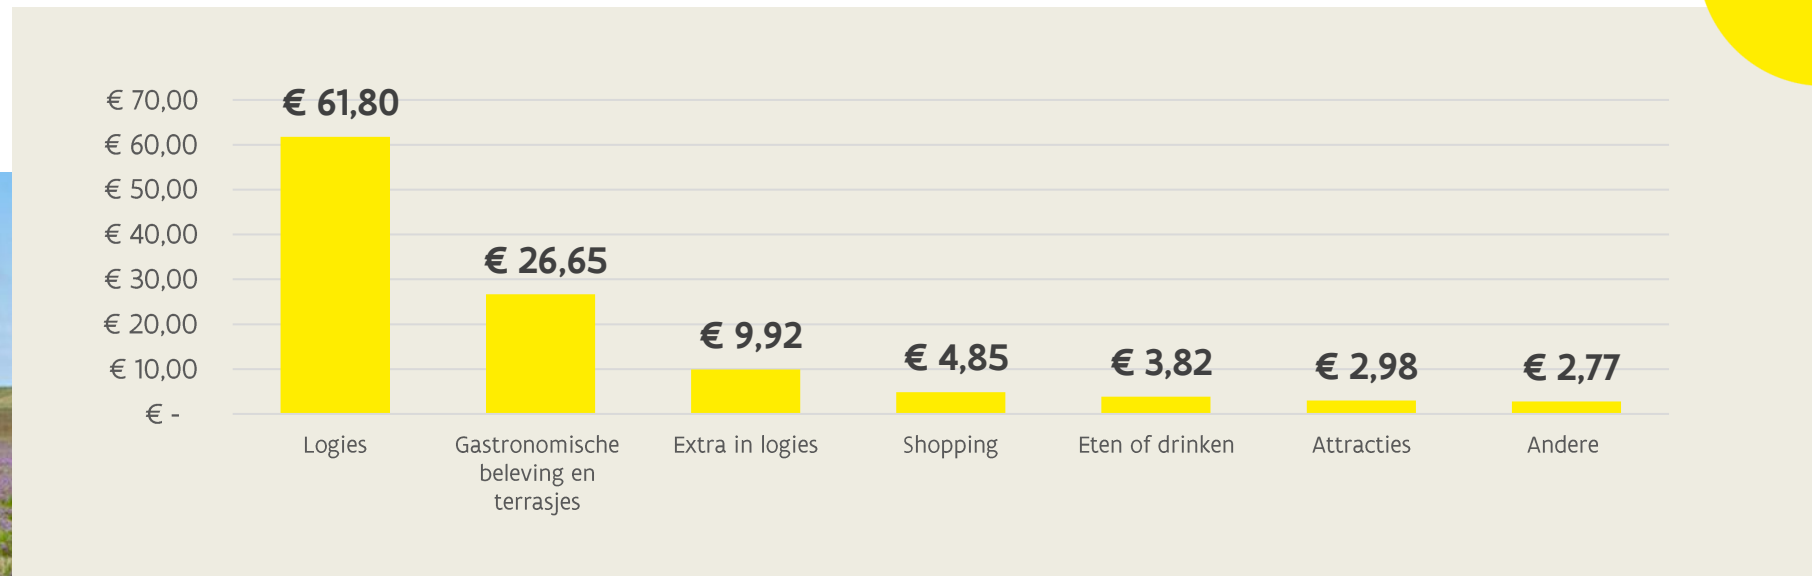 € 70,00
€ 60,00
€ 50,00
€ 40,00
€ 30,00
€ 20,00
€ 10,00
€ -
€ 61,80
€ 26,65
€ 9,92
€ 4,85
€ 3,82
€ 2,98
€ 2,77
Logies
Gastronomische
beleving en
terrasjes
Extra in logies
Shopping
Eten of drinken
Attracties
Andere